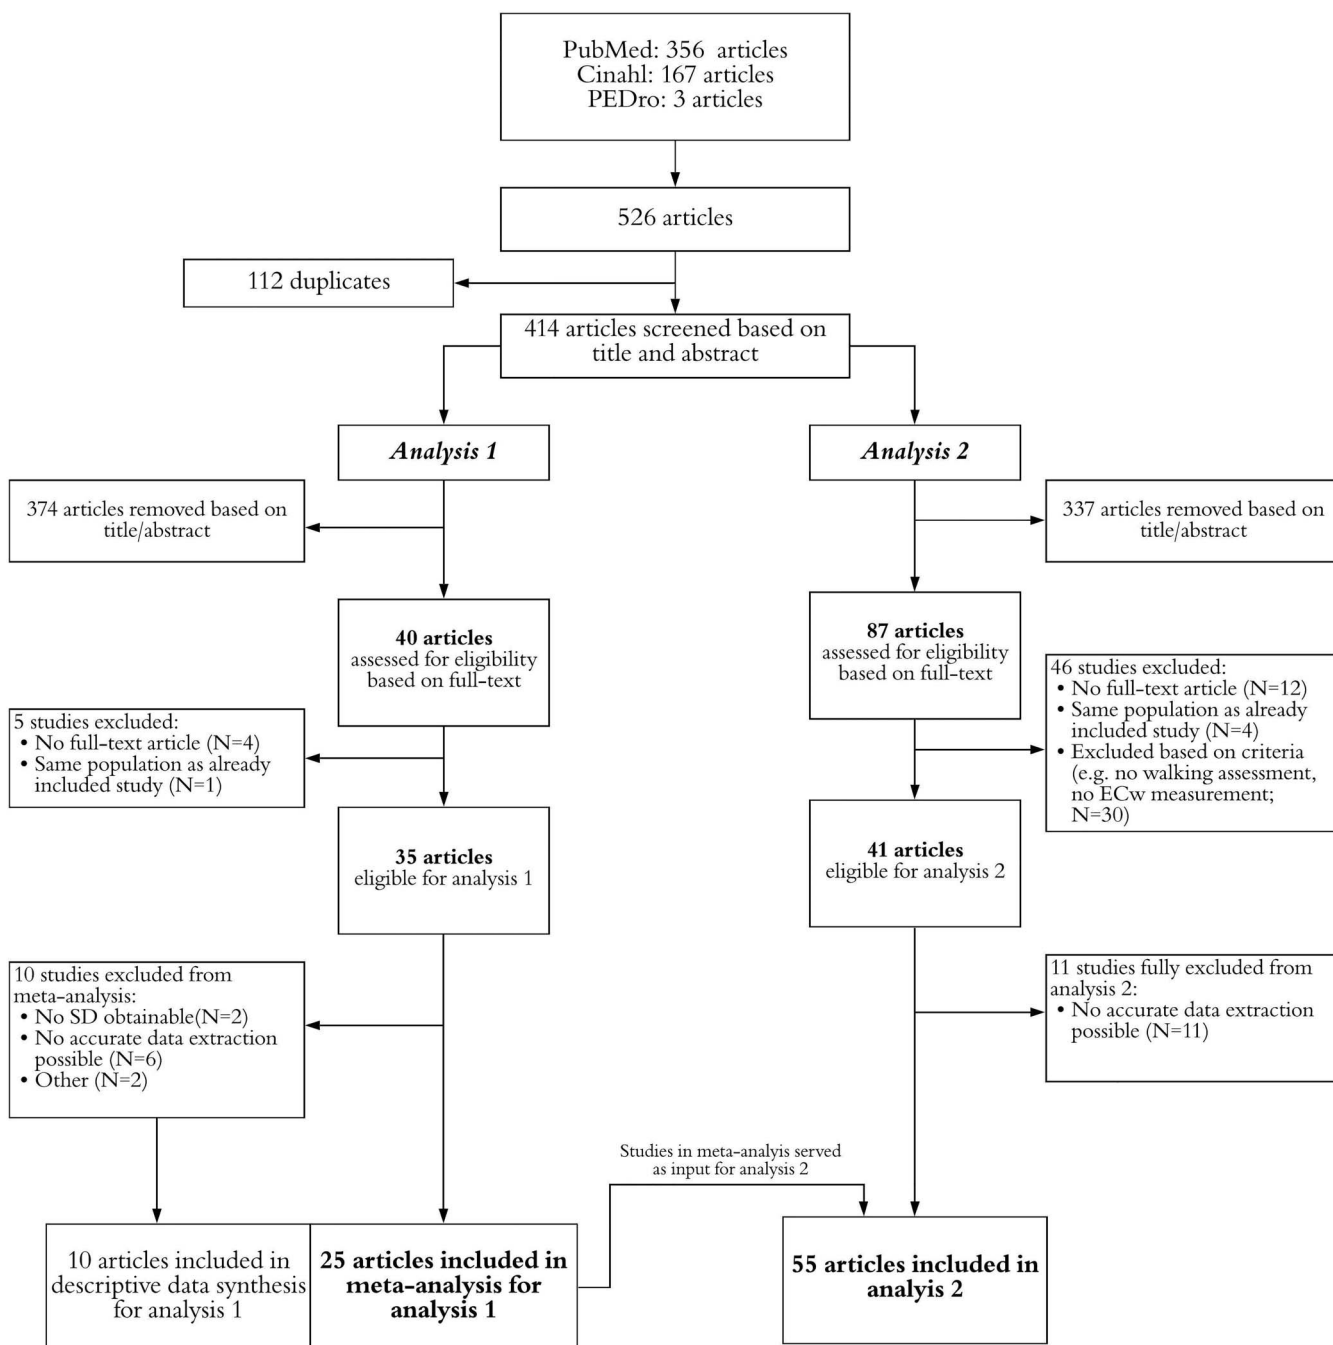 PubMed: 356 articles
Cinahl: 167 articles
PEDro: 3 articles
526 articles
112 duplicates
414 articles screened based on
title and abstract
Analysis 1
Analysis 2
374 articles removed based on
title/abstract
337 articles removed based on
title/abstract
40 articles
assessed for eligibility
based on full-text
87 articles
assessed for eligibility
based on full-text
5 studies excluded:
• No full-text article (N=4)
• Same population as already
included study (N=1)
46 studies excluded:
• No full-text article (N=12)
• Same population as already
included study (N=4)
• Excluded based on criteria
(e.g. no walking assessment,
no ECw measurement;
N=30)
35 articles
eligible for analysis 1
41 articles
eligible for analysis 2
10 studies excluded from
meta-analysis:
• No SD obtainable(N=2)
• No accurate data extraction
possible (N=6)
• Other (N=2)
11 studies fully excluded from
analysis 2:
• No accurate data extraction
possible (N=11)
Studies in meta-analyis served
as input for analysis 2
10 articles included in
descriptive data synthesis
for analysis 1
25 articles included in
meta-analysis for
analysis 1
55 articles included in
analyis 2